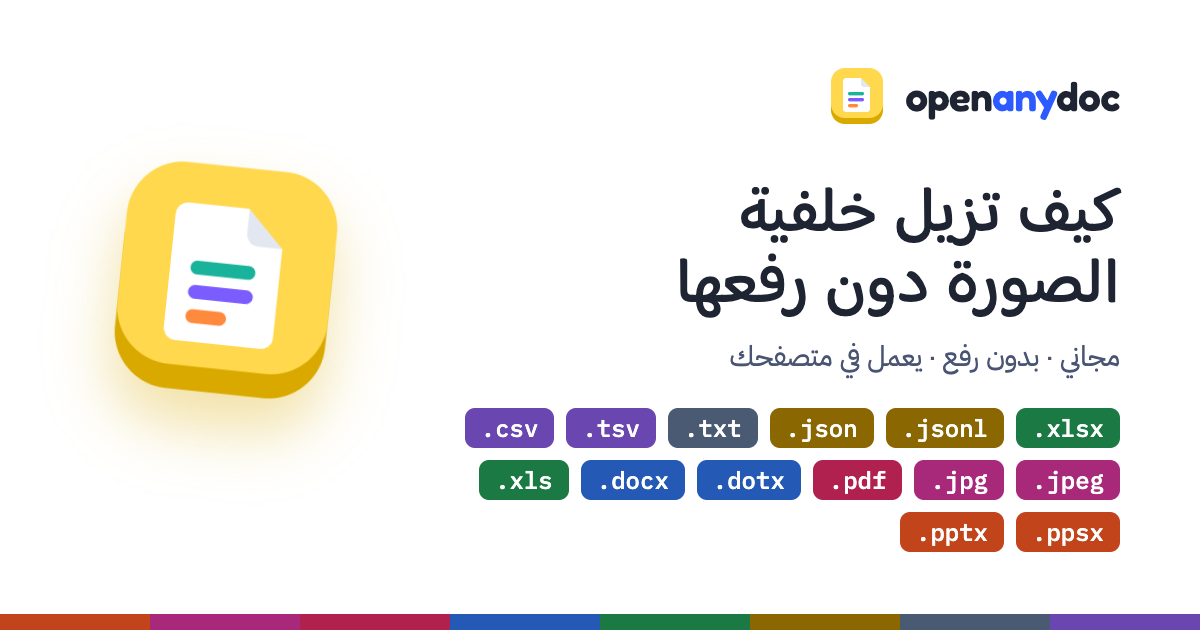 openanydoc
كيف تزيل خلفية
الصورة دون رفعها
مجاني · بدون رفع · يعمل في متصفحك
.csv .tsv .txt .json .jsonl .xlsx
.xls .docx .dotx .pdf .jpg .jpeg
.pptx .ppsx